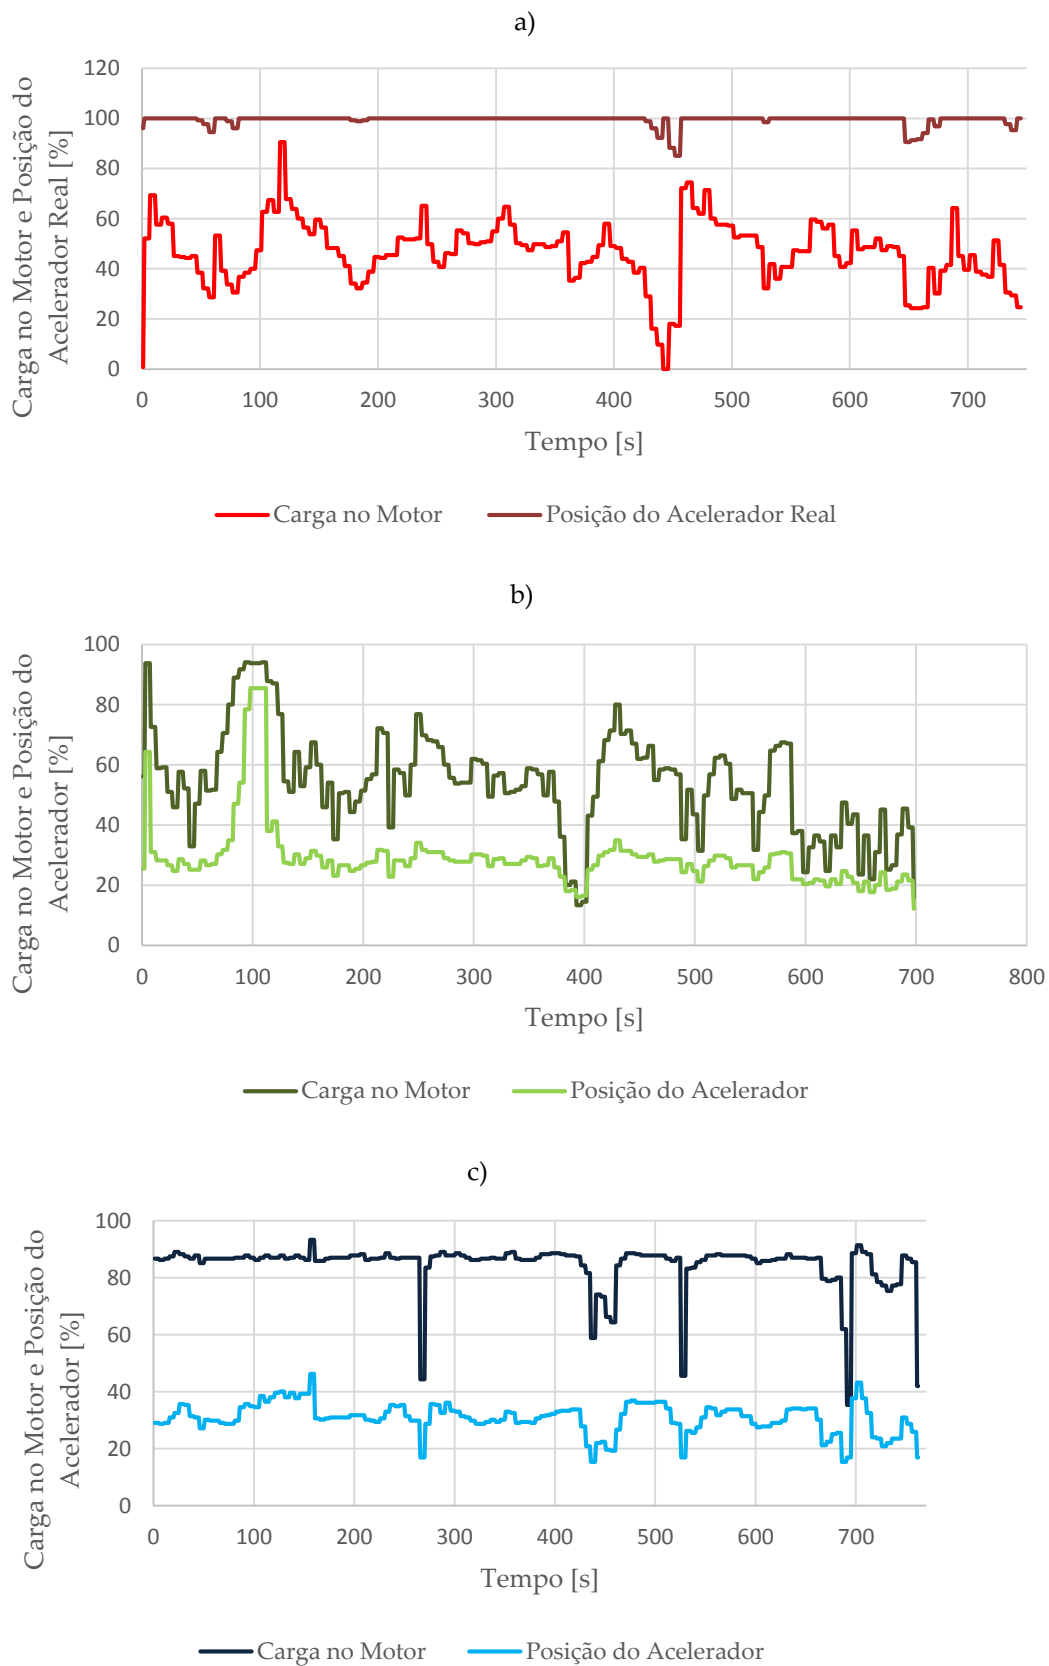 a)
Carga no Motor e Posição do
Acelerador Real [%]
120
100
80
60
40
20
0
0 100 200 300 400 500 600 700
Tempo [s]
Carga no Motor Posição do Acelerador Real
b)
Carga no Motor e Posição do
Acelerador [%]
100
80
60
40
20
0
0 100 200 300 400 500 600 700 800
Tempo [s]
Carga no Motor Posição do Acelerador
c)
Carga no Motor e Posição do
Acelerador [%]
100
80
60
40
20
0
0 100 200 300 400 500 600 700
Tempo [s]
Carga no Motor Posição do Acelerador